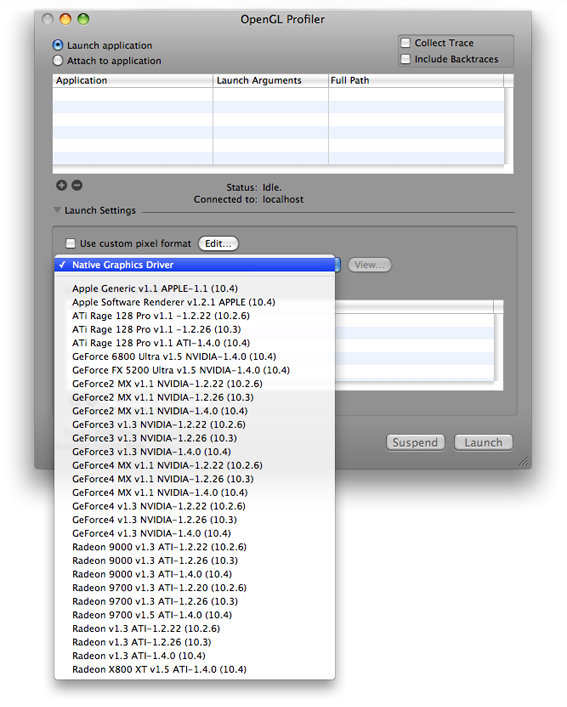 OpenGL Profiler
Launch application
Attach to application
Collect Trace
Include Backtraces
Application Launch Arguments Full Path
Status: Idle.
Connected to: localhost
Launch Settings
Use custom pixel format Edit...
✓ Native Graphics Driver View...
Apple Generic v1.1 APPLE-1.1 (10.4)
Apple Software Renderer v1.2.1 APPLE (10.4)
ATi Rage 128 Pro v1.1 -1.2.22 (10.2.6)
ATi Rage 128 Pro v1.1 -1.2.26 (10.3)
ATi Rage 128 Pro v1.1 ATI-1.4.0 (10.4)
GeForce 6800 Ultra v1.5 NVIDIA-1.4.0 (10.4)
GeForce FX 5200 Ultra v1.5 NVIDIA-1.4.0 (10.4)
GeForce2 MX v1.1 NVIDIA-1.2.22 (10.2.6)
GeForce2 MX v1.1 NVIDIA-1.2.26 (10.3)
GeForce2 MX v1.1 NVIDIA-1.4.0 (10.4)
GeForce3 v1.3 NVIDIA-1.2.22 (10.2.6)
GeForce3 v1.3 NVIDIA-1.2.26 (10.3)
GeForce3 v1.3 NVIDIA-1.4.0 (10.4)
GeForce4 MX v1.1 NVIDIA-1.2.22 (10.2.6)
GeForce4 MX v1.1 NVIDIA-1.2.26 (10.3)
GeForce4 MX v1.1 NVIDIA-1.4.0 (10.4)
GeForce4 v1.3 NVIDIA-1.2.22 (10.2.6)
GeForce4 v1.3 NVIDIA-1.2.26 (10.3)
GeForce4 v1.3 NVIDIA-1.4.0 (10.4)
Radeon 9000 v1.3 ATI-1.2.22 (10.2.6)
Radeon 9000 v1.3 ATI-1.2.26 (10.3)
Radeon 9000 v1.3 ATI-1.4.0 (10.4)
Radeon 9700 v1.3 ATI-1.2.20 (10.2.6)
Radeon 9700 v1.3 ATI-1.2.26 (10.3)
Radeon 9700 v1.5 ATI-1.4.0 (10.4)
Radeon v1.3 ATI-1.2.22 (10.2.6)
Radeon v1.3 ATI-1.2.26 (10.3)
Radeon v1.3 ATI-1.4.0 (10.4)
Radeon X800 XT v1.5 ATI-1.4.0 (10.4)
Suspend Launch